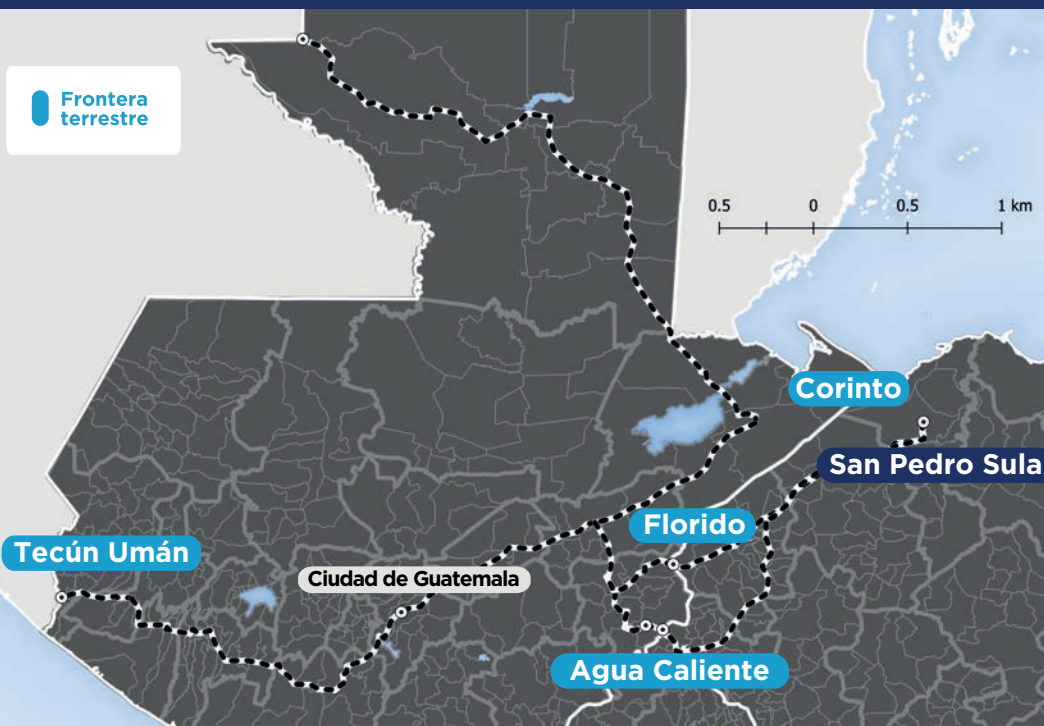 Frontera
terrestre
0.5 0 0.5 1 km
Corinto
San Pedro Sula
Florido
Tecún Umán
Ciudad de Guatemala
Agua Caliente